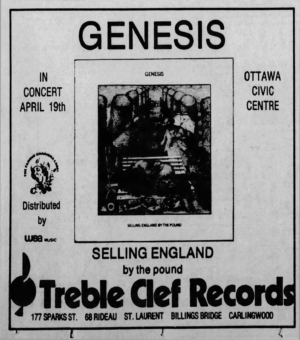 GENESIS
IN
CONCERT
APRIL 19th
OTTAWA
CIVIC
CENTRE
GENESIS
SELLING ENGLAND BY THE POUND
Distributed
by
wea MUSIC
SELLING ENGLAND
by the pound
Treble Clef Records
177 SPARKS ST. 68 RIDEAU ST. LAURENT BILLINGS BRIDGE CARLINGWOOD